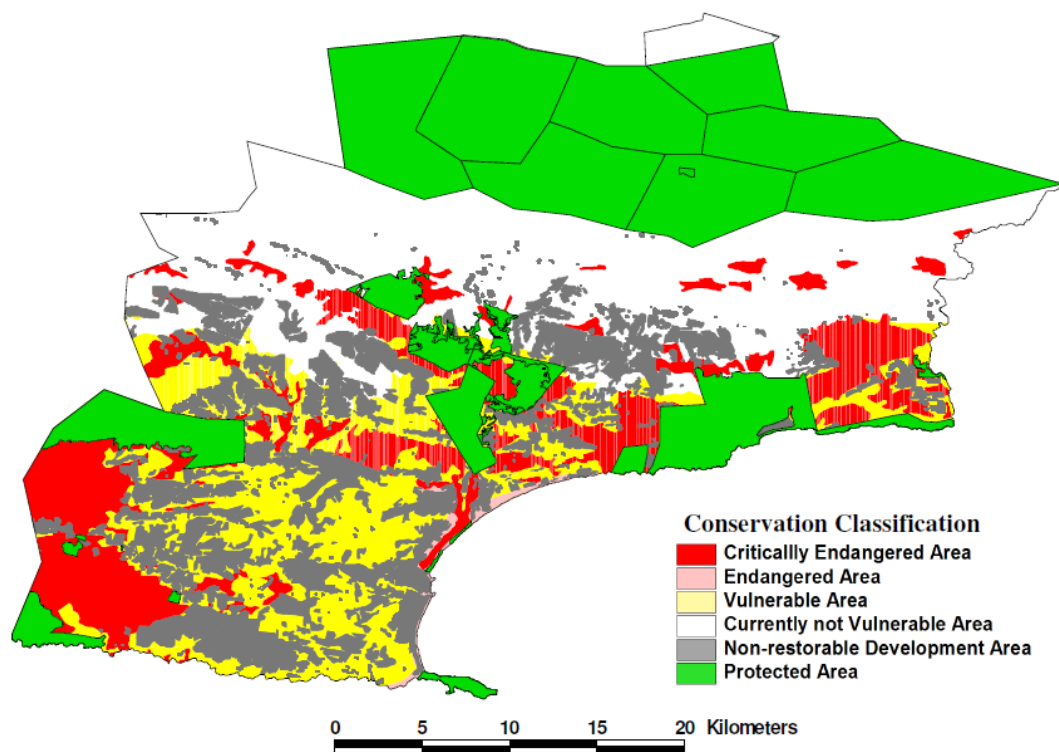 Conservation Classification
Criticallly Endangered Area
Endangered Area
Vulnerable Area
Currently not Vulnerable Area
Non-restorable Development Area
Protected Area
0 5 10 15 20 Kilometers